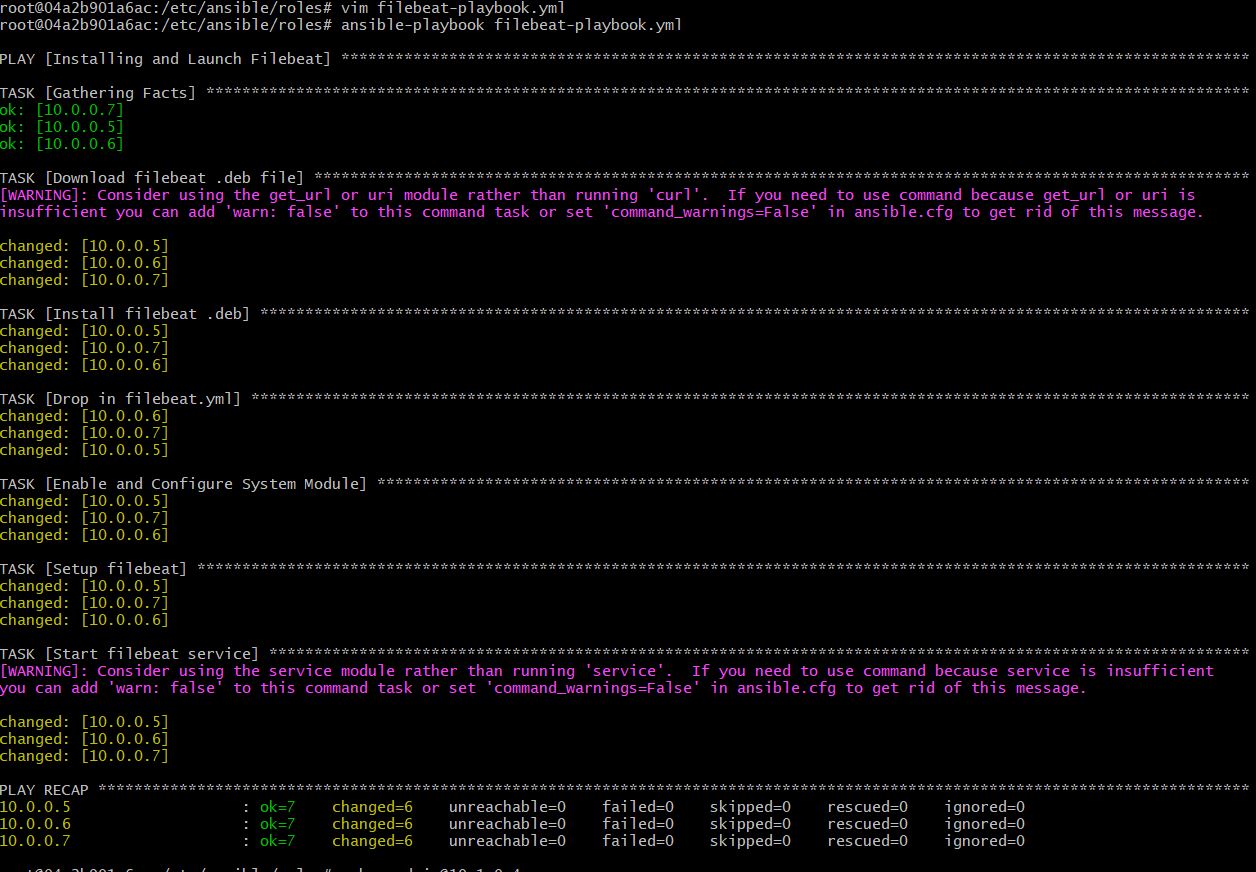 root@04a2b901a6ac:/etc/ansible/roles# vim filebeat-playbook.yml
root@04a2b901a6ac:/etc/ansible/roles# ansible-playbook filebeat-playbook.yml
PLAY [Installing and Launch Filebeat] *****************************************************************************************************
TASK [Gathering Facts] ********************************************************************************************************************
ok: [10.0.0.7]
ok: [10.0.0.5]
ok: [10.0.0.6]
TASK [Download filebeat .deb file] ********************************************************************************************************
[WARNING]: Consider using the get_url or uri module rather than running 'curl'.  If you need to use command because get_url or uri is
insufficient you can add 'warn: false' to this command task or set 'command_warnings=False' in ansible.cfg to get rid of this message.
changed: [10.0.0.5]
changed: [10.0.0.6]
changed: [10.0.0.7]
TASK [Install filebeat .deb] **************************************************************************************************************
changed: [10.0.0.5]
changed: [10.0.0.7]
changed: [10.0.0.6]
TASK [Drop in filebeat.yml] ***************************************************************************************************************
changed: [10.0.0.6]
changed: [10.0.0.7]
changed: [10.0.0.5]
TASK [Enable and Configure System Module] *************************************************************************************************
changed: [10.0.0.5]
changed: [10.0.0.7]
changed: [10.0.0.6]
TASK [Setup filebeat] *********************************************************************************************************************
changed: [10.0.0.5]
changed: [10.0.0.7]
changed: [10.0.0.6]
TASK [Start filebeat service] *************************************************************************************************************
[WARNING]: Consider using the service module rather than running 'service'.  If you need to use command because service is insufficient
you can add 'warn: false' to this command task or set 'command_warnings=False' in ansible.cfg to get rid of this message.
changed: [10.0.0.5]
changed: [10.0.0.6]
changed: [10.0.0.7]
PLAY RECAP ********************************************************************************************************************************
10.0.0.5                   : ok=7    changed=6    unreachable=0    failed=0    skipped=0    rescued=0    ignored=0
10.0.0.6                   : ok=7    changed=6    unreachable=0    failed=0    skipped=0    rescued=0    ignored=0
10.0.0.7                   : ok=7    changed=6    unreachable=0    failed=0    skipped=0    rescued=0    ignored=0
root@04a2b901a6ac:/etc/ansible/roles#